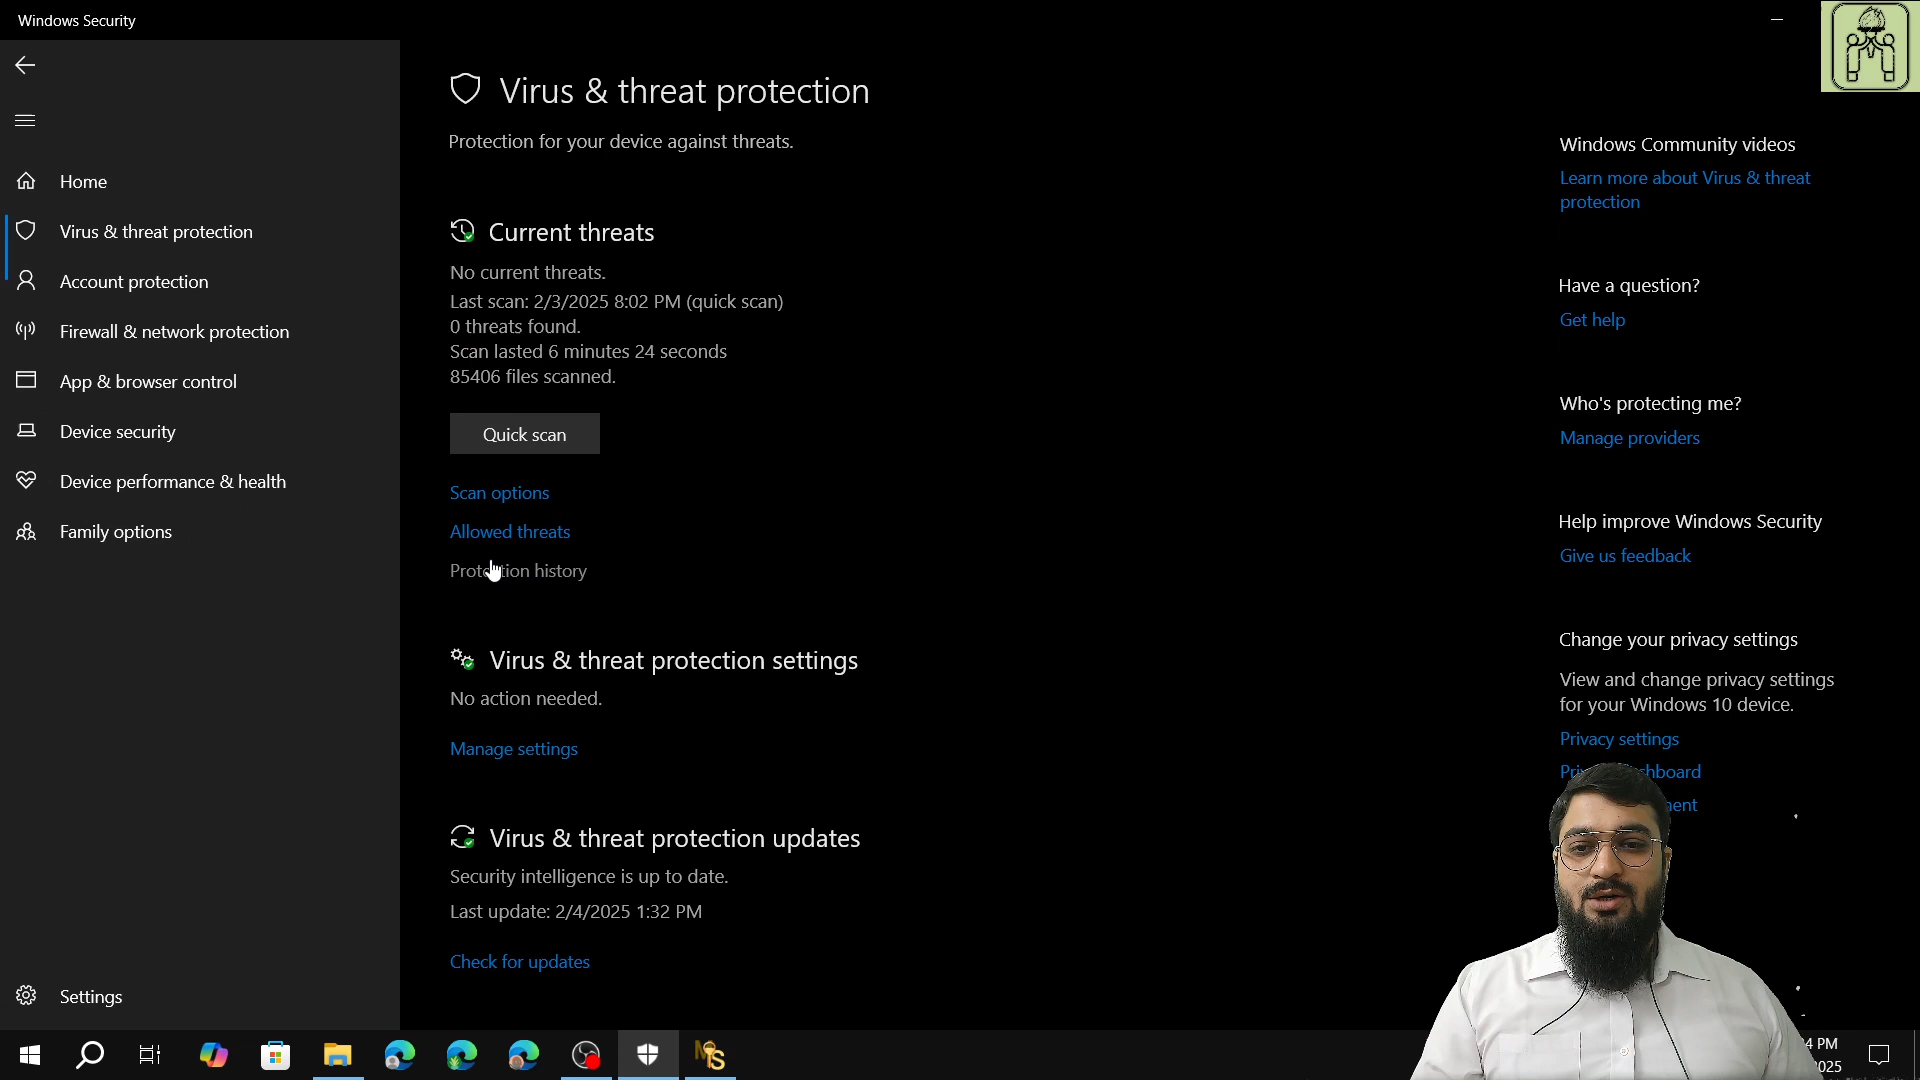 Windows Security
Home
Virus & threat protection
Account protection
Firewall & network protection
App & browser control
Device security
Device performance & health
Family options
Settings
Virus & threat protection
Protection for your device against threats.
Current threats
No current threats.
Last scan: 2/3/2025 8:02 PM (quick scan)
0 threats found.
Scan lasted 6 minutes 24 seconds
85406 files scanned.
Quick scan
Scan options
Allowed threats
Protection history
Virus & threat protection settings
No action needed.
Manage settings
Virus & threat protection updates
Security intelligence is up to date.
Last update: 2/4/2025 1:32 PM
Check for updates
Windows Community videos
Learn more about Virus & threat
protection
Have a question?
Get help
Who's protecting me?
Manage providers
Help improve Windows Security
Give us feedback
Change your privacy settings
View and change privacy settings
for your Windows 10 device.
Privacy settings
MS
4 PM